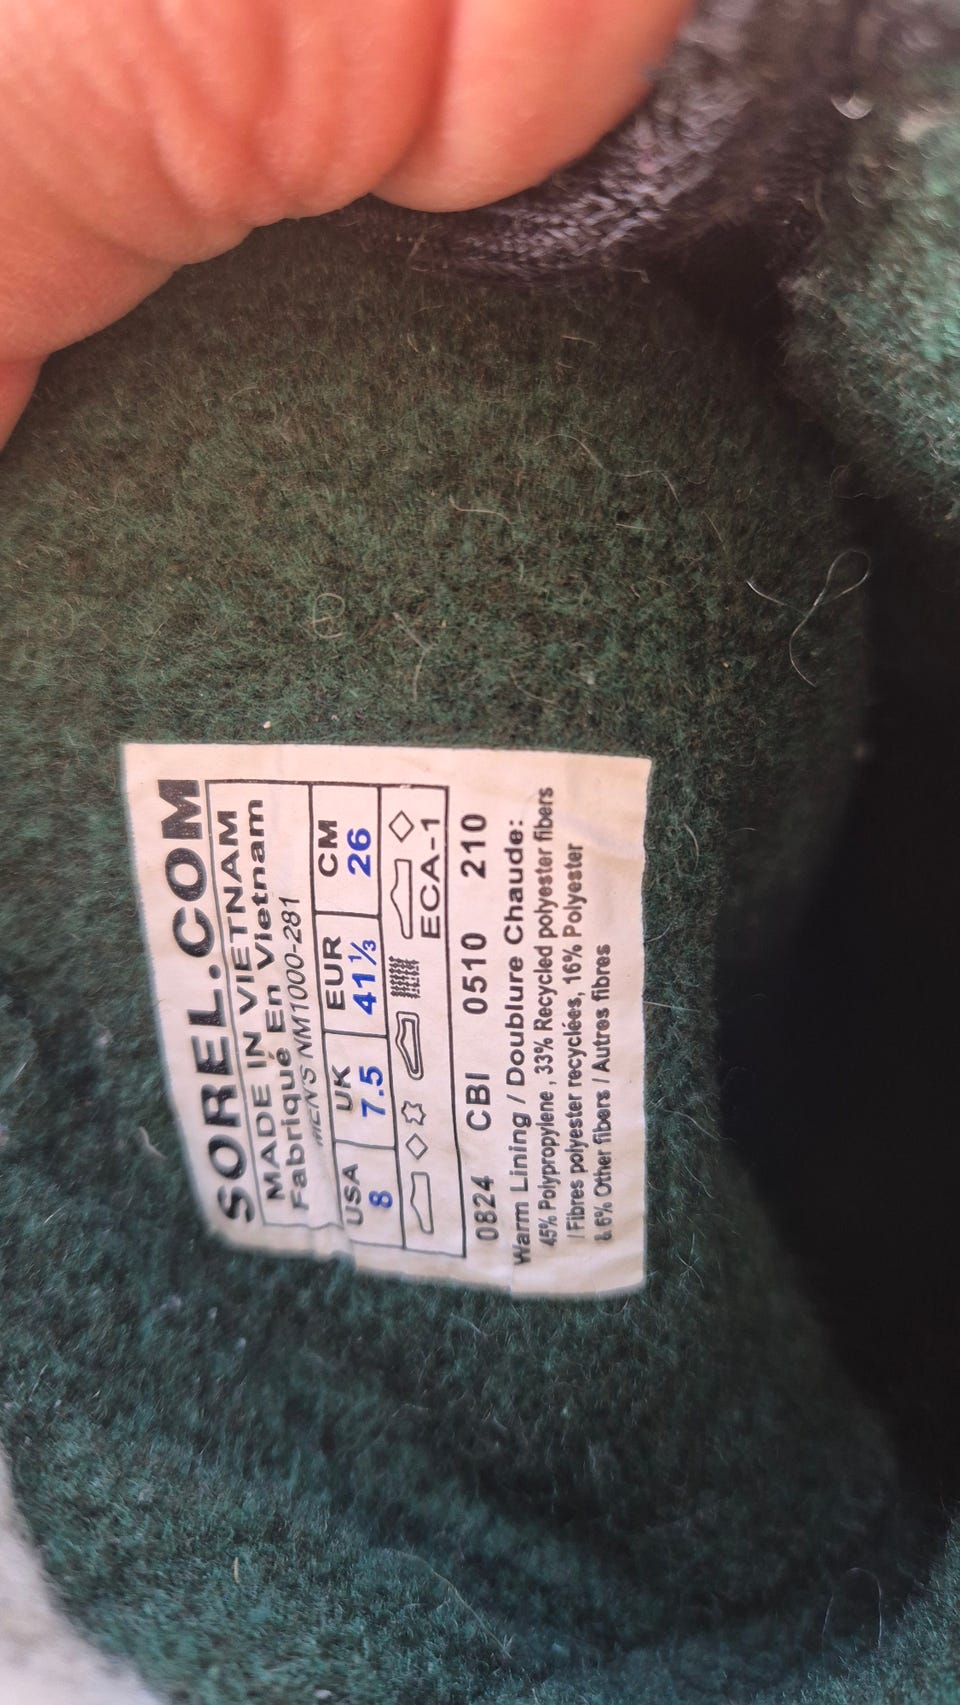 SOREL.COM
MADE IN VIETNAM
Fabriqué En Vietnam
MEN'S NM1000-281
USA UK EUR CM
8 7.5 41⅓ 26
ECA-1
0824 CBI 0510 210
Warm Lining / Doublure Chaude:
45% Polypropylene , 33% Recycled polyester fibers
/ Fibres polyester recyclées, 16% Polyester
& 6% Other fibers / Autres fibres